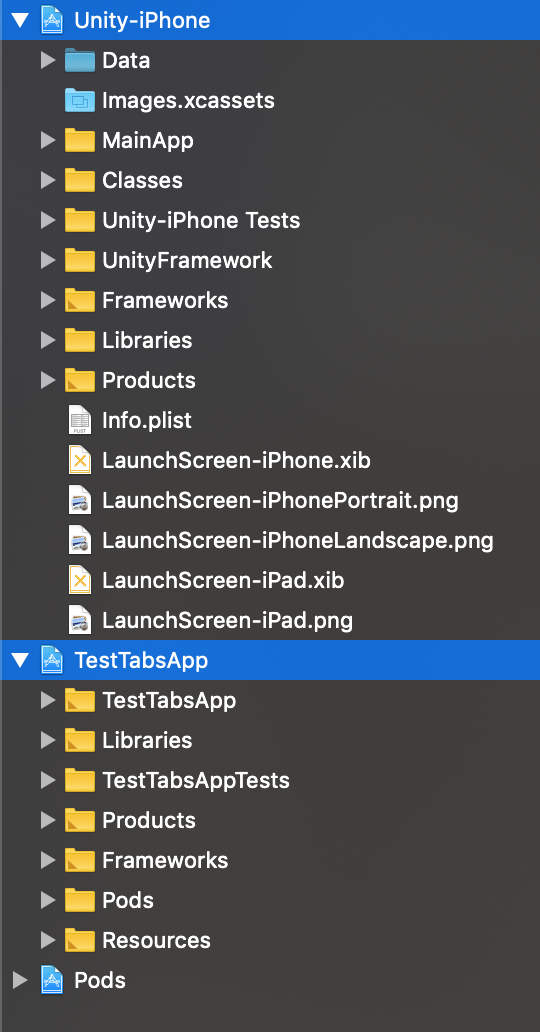 Unity-iPhone
Data
Images.xcassets
MainApp
Classes
Unity-iPhone Tests
UnityFramework
Frameworks
Libraries
Products
Info.plist
LaunchScreen-iPhone.xib
LaunchScreen-iPhonePortrait.png
LaunchScreen-iPhoneLandscape.png
LaunchScreen-iPad.xib
LaunchScreen-iPad.png
TestTabsApp
TestTabsApp
Libraries
TestTabsAppTests
Products
Frameworks
Pods
Resources
Pods